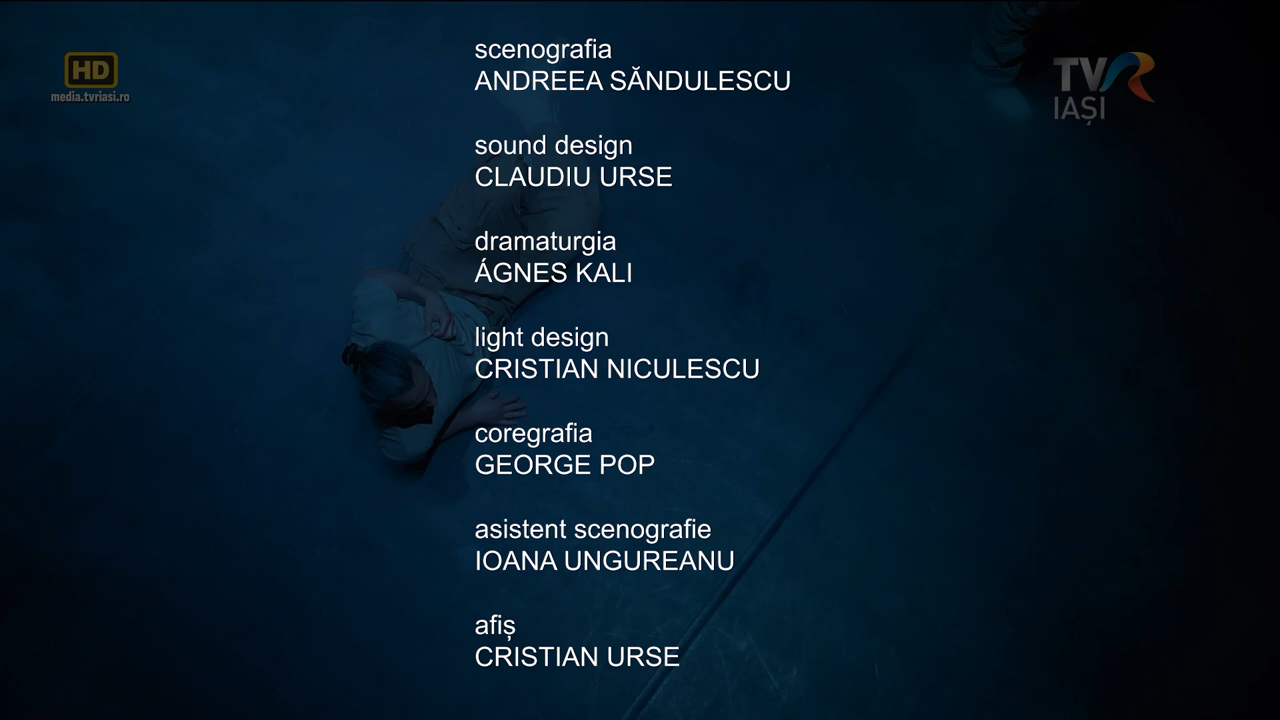 HD
media.tvriasi.ro
TVR
IAȘI
scenografia
ANDREEA SĂNDULESCU
sound design
CLAUDIU URSE
dramaturgia
ÁGNES KALI
light design
CRISTIAN NICULESCU
coregrafia
GEORGE POP
asistent scenografie
IOANA UNGUREANU
afiș
CRISTIAN URSE